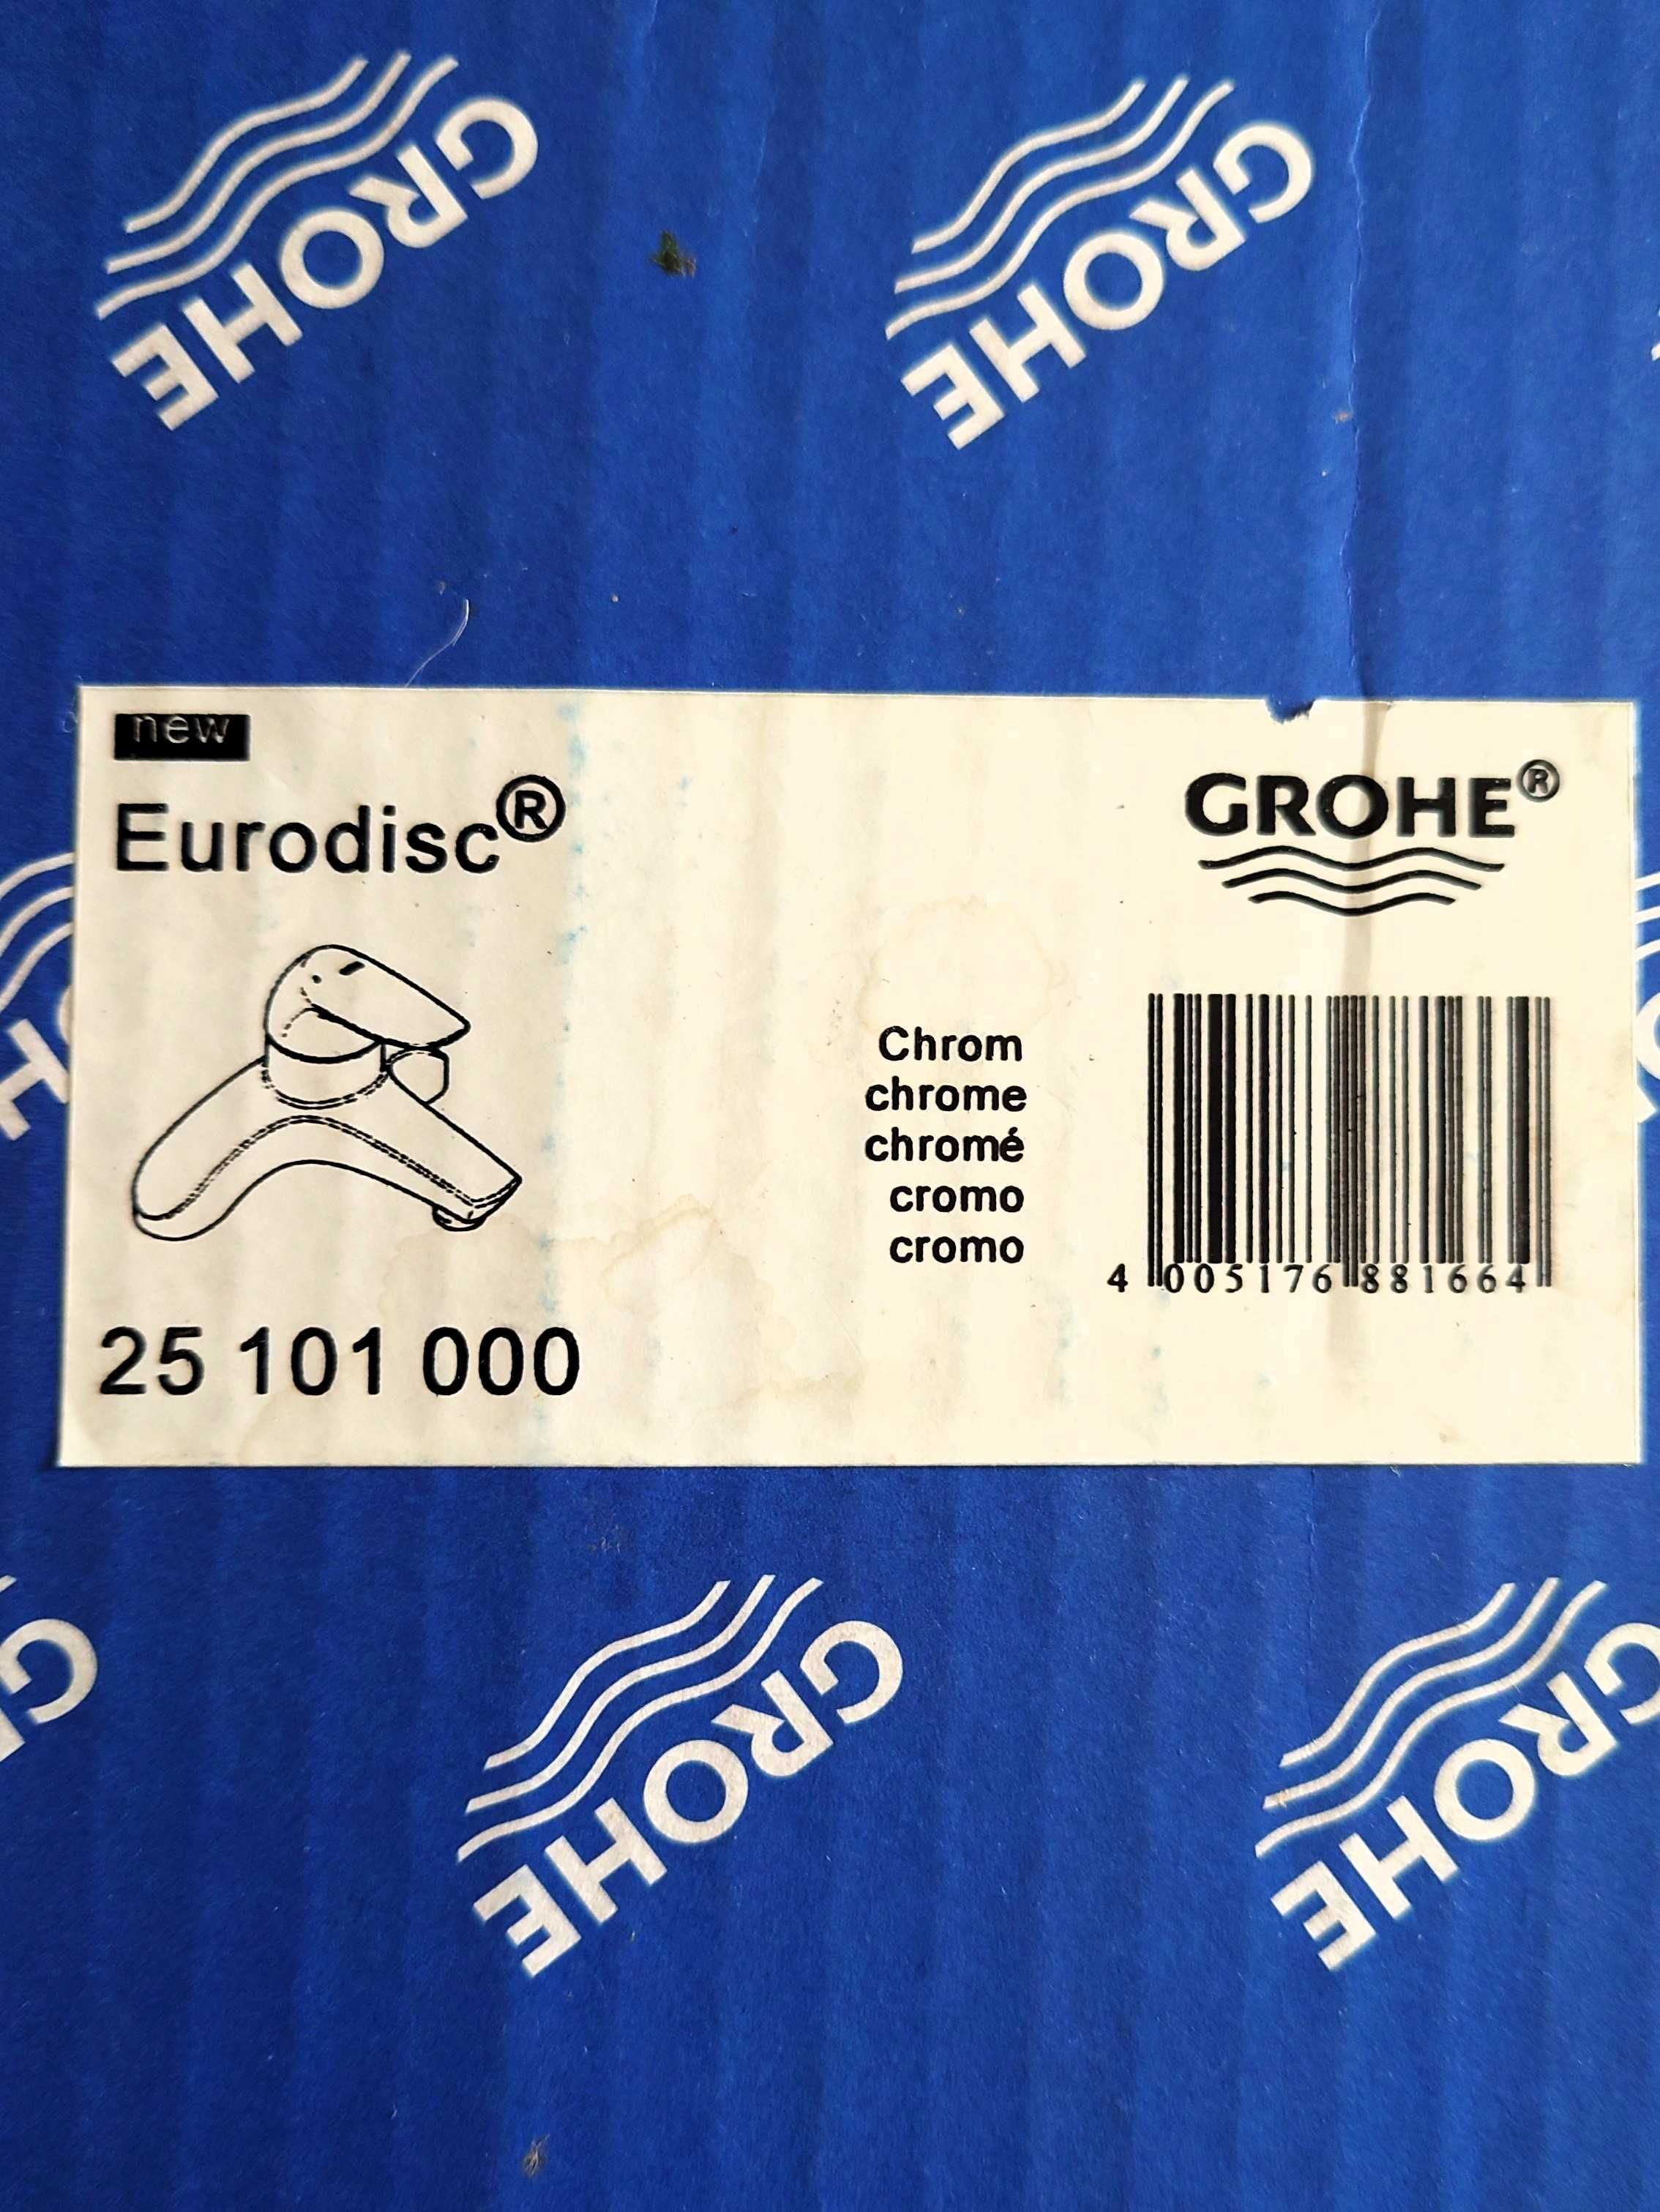 GROHE
GROHE
new
Eurodisc®
GROHE®
Chrom
chrome
chromé
cromo
cromo
4 005176 881664
25 101 000
GROHE
GROHE